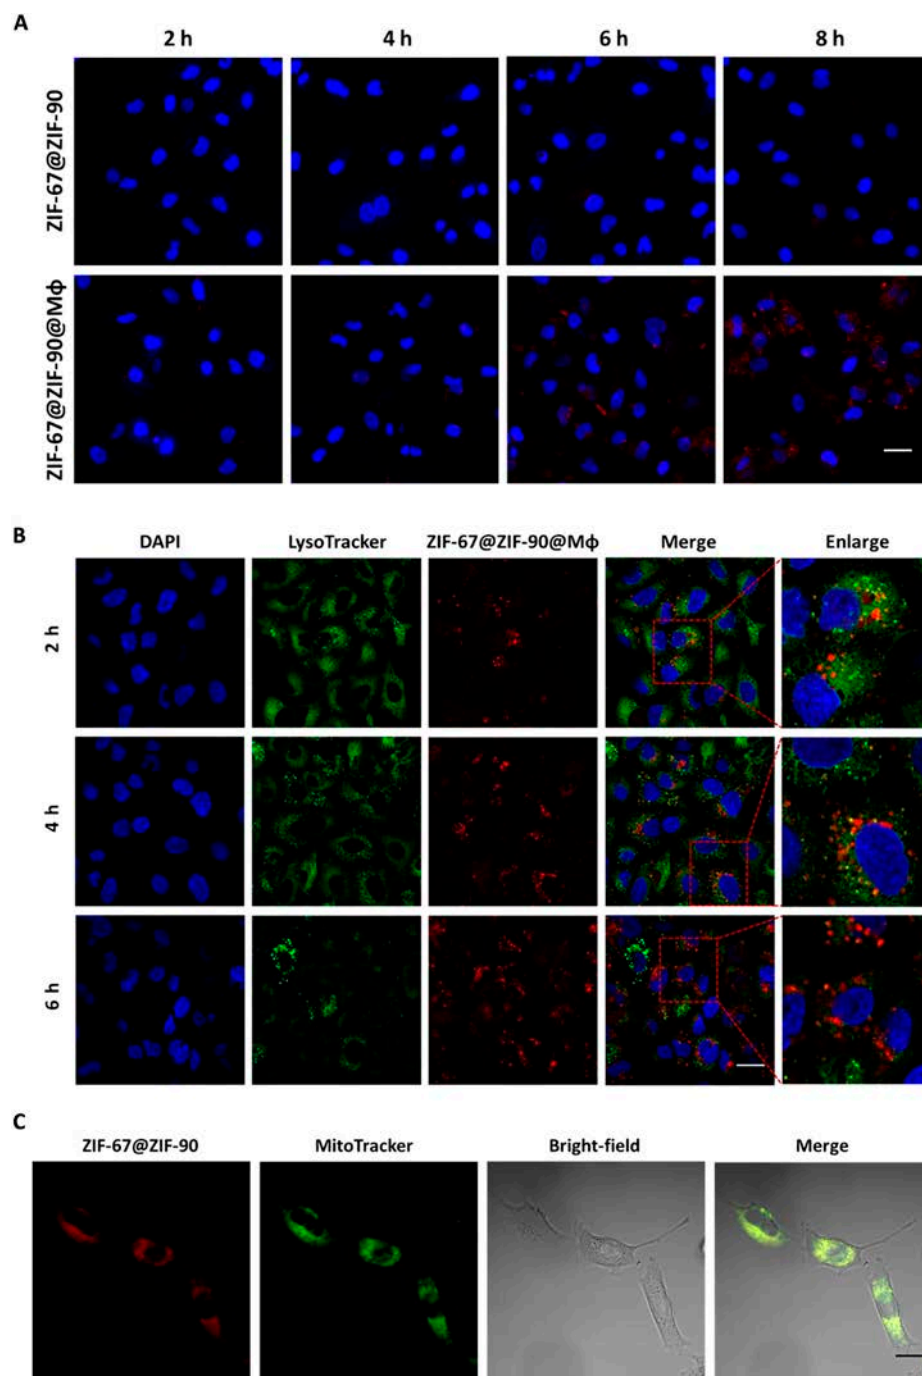 A
2 h 4 h 6 h 8 h
ZIF-67@ZIF-90
ZIF-67@ZIF-90@Mϕ
B
DAPI LysoTracker ZIF-67@ZIF-90@Mϕ Merge Enlarge
2 h
4 h
6 h
C
ZIF-67@ZIF-90 MitoTracker Bright-field Merge